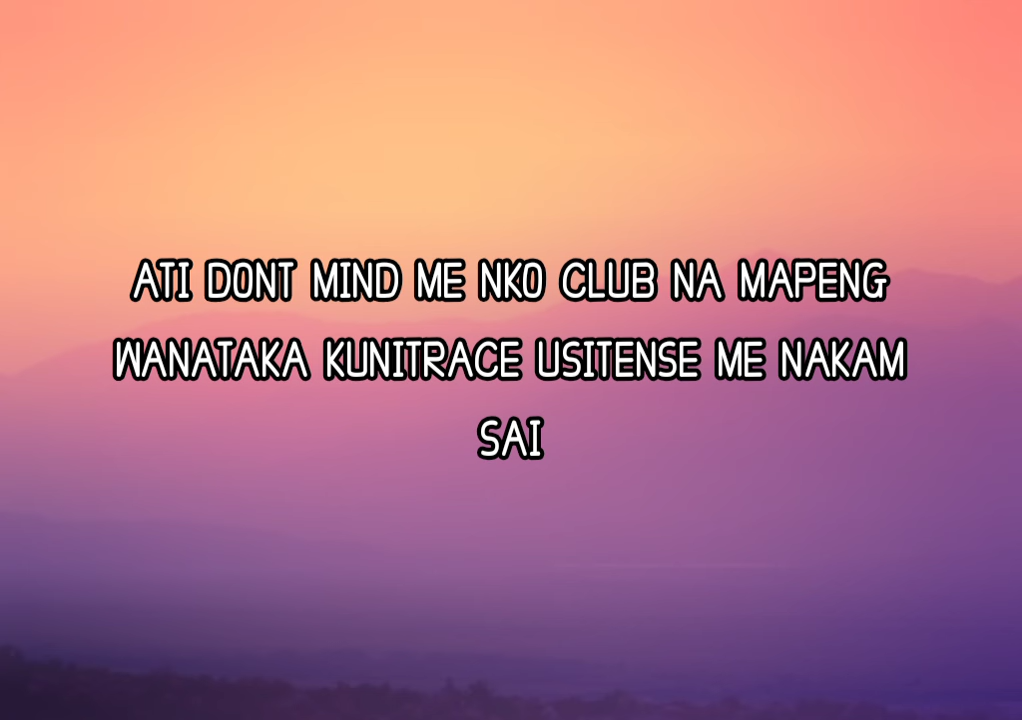 ATI DONT MIND ME NKO CLUB NA MAPENG
WANATAKA KUNITRACE USITENSE ME NAKAM
SAI